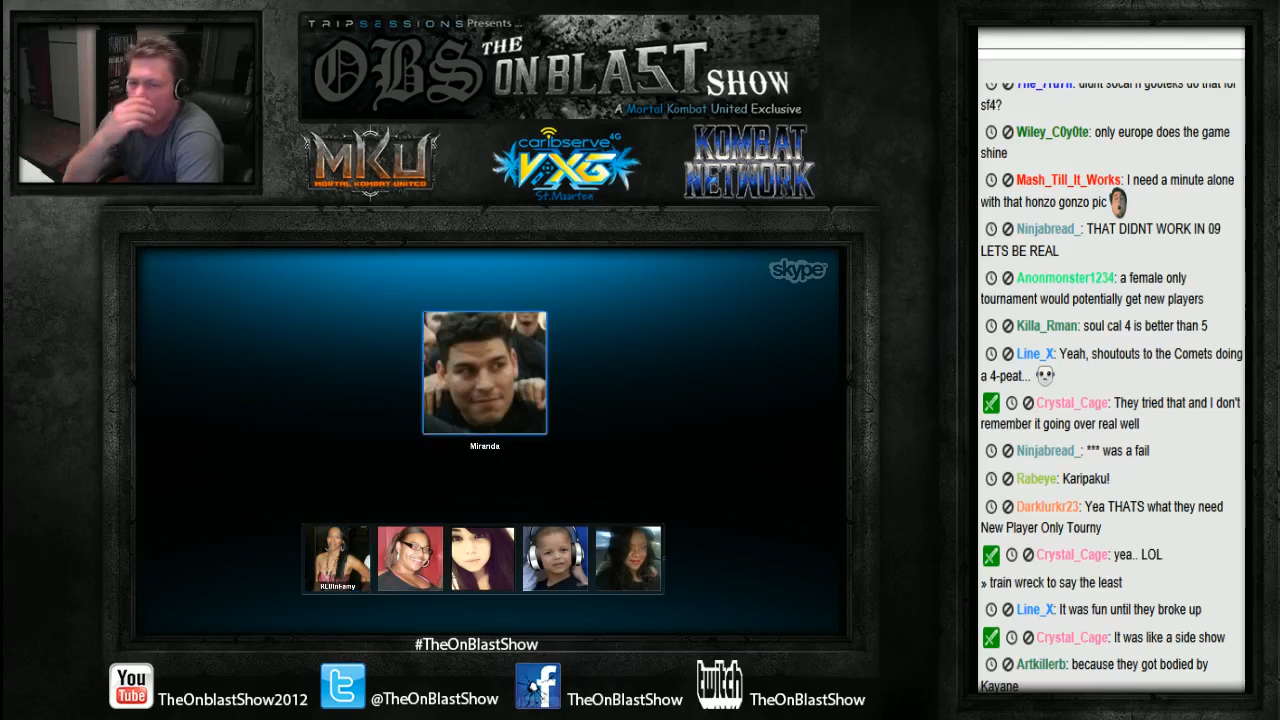 TRIPSESSIONS Presents ...
OBS THE ON BLAST SHOW
A Mortal Kombat United Exclusive
MKU
MORTAL KOMBAT UNITED
caribserve 4G
VXG
St.Maarten
KOMBAT
NETWORK
skype
Miranda
KLUInFamy
#TheOnBlastShow
You
Tube
TheOnblastShow2012
@TheOnBlastShow
TheOnBlastShow
twitch
TheOnBlastShow
sf4?
Wiley_C0y0te: only europe does the game
shine
Mash_Till_It_Works: I need a minute alone
with that honzo gonzo pic
Ninjabread_: THAT DIDNT WORK IN 09
LETS BE REAL
Anonmonster1234: a female only
tournament would potentially get new players
Killa_Rman: soul cal 4 is better than 5
Line_X: Yeah, shoutouts to the Comets doing
a 4-peat...
Crystal_Cage: They tried that and I don't
remember it going over real well
Ninjabread_: *** was a fail
Rabeye: Karipaku!
Darklurkr23: Yea THATS what they need
New Player Only Tourny
Crystal_Cage: yea.. LOL
» train wreck to say the least
Line_X: It was fun until they broke up
Crystal_Cage: It was like a side show
Artkillerb: because they got bodied by
Kayane